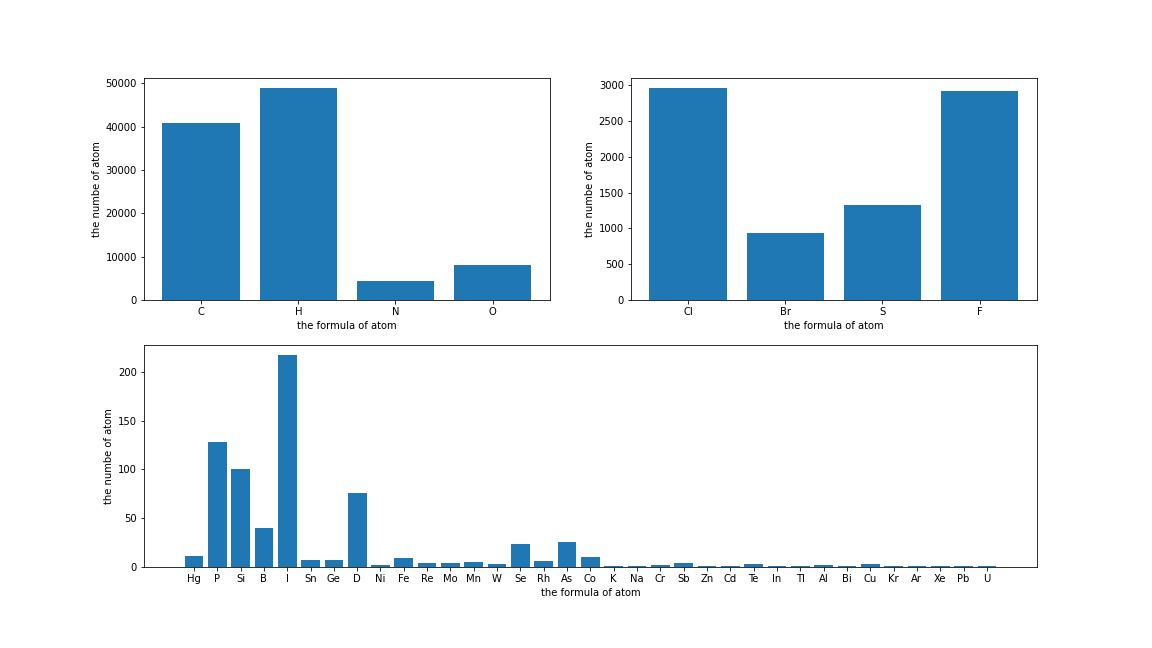 50000
40000
30000
20000
10000
0
the numbe of atom
C H N O
the formula of atom
3000
2500
2000
1500
1000
500
0
the numbe of atom
Cl Br S F
the formula of atom
200
150
100
50
0
the numbe of atom
Hg P Si B I Sn Ge D Ni Fe Re Mo Mn W Se Rh As Co K Na Cr Sb Zn Cd Te In Tl Al Bi Cu Kr Ar Xe Pb U
the formula of atom